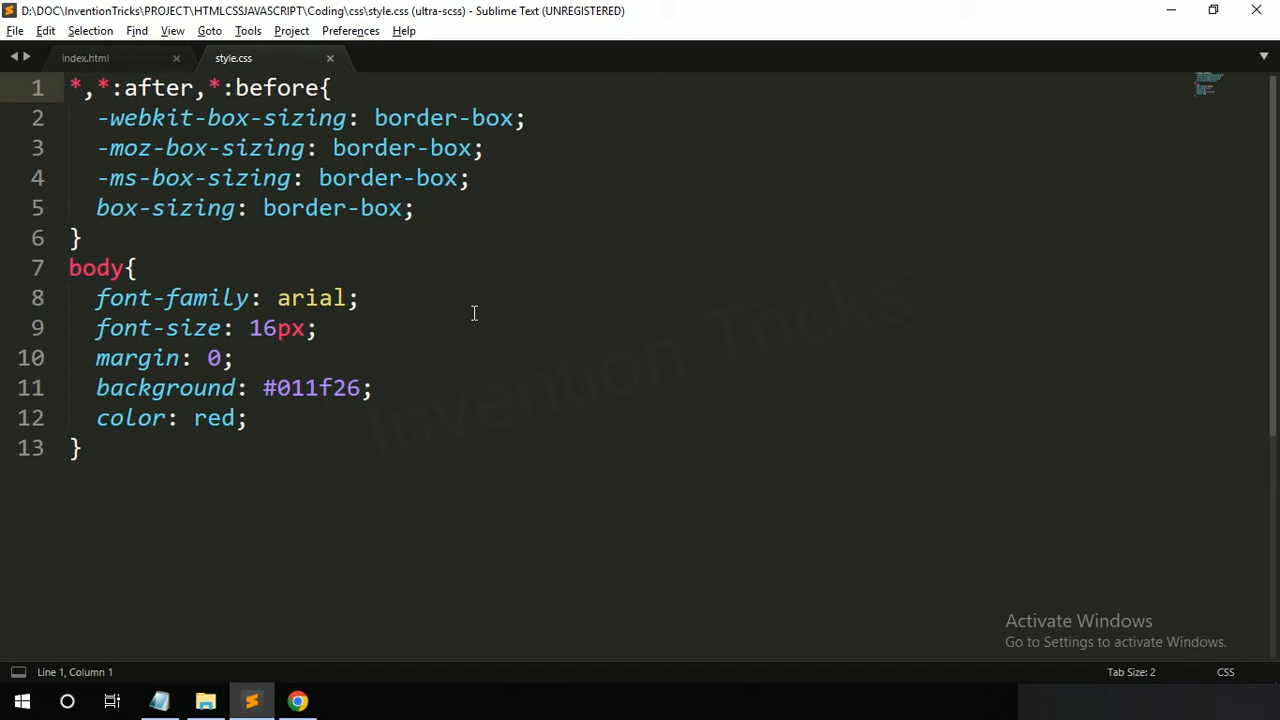 D:\DOC\InventionTricks\PROJECT\HTMLCSSJAVASCRIPT\Coding\css\style.css (ultra-scss) - Sublime Text (UNREGISTERED)
File Edit Selection Find View Goto Tools Project Preferences Help
index.html style.css
1 *,*:after,*:before{
2 -webkit-box-sizing: border-box;
3 -moz-box-sizing: border-box;
4 -ms-box-sizing: border-box;
5 box-sizing: border-box;
6 }
7 body{
8 font-family: arial;
9 font-size: 16px;
10 margin: 0;
11 background: #011f26;
12 color: red;
13 }
Invention Tricks
Activate Windows
Go to Settings to activate Windows.
Line 1, Column 1 Tab Size: 2 CSS